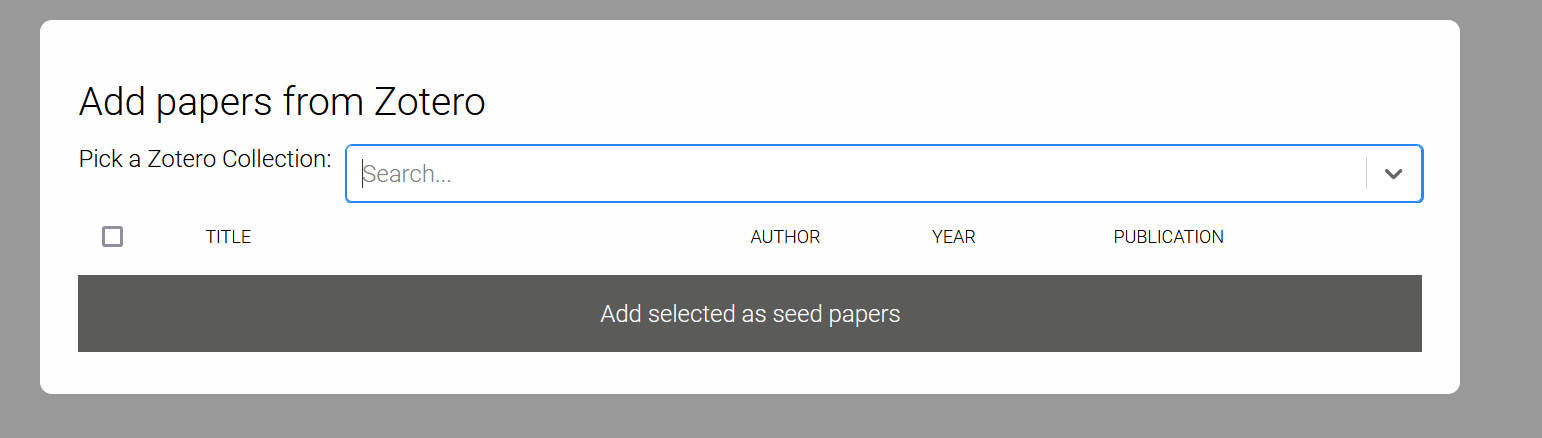 Add papers from Zotero
Pick a Zotero Collection:
Search...
TITLE AUTHOR YEAR PUBLICATION
Add selected as seed papers